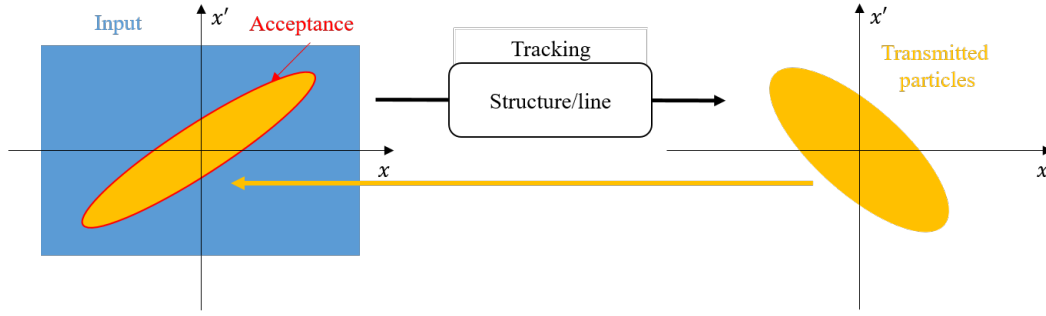 Input
x′
Acceptance
x
Tracking
Structure/line
x′
Transmitted
particles
x